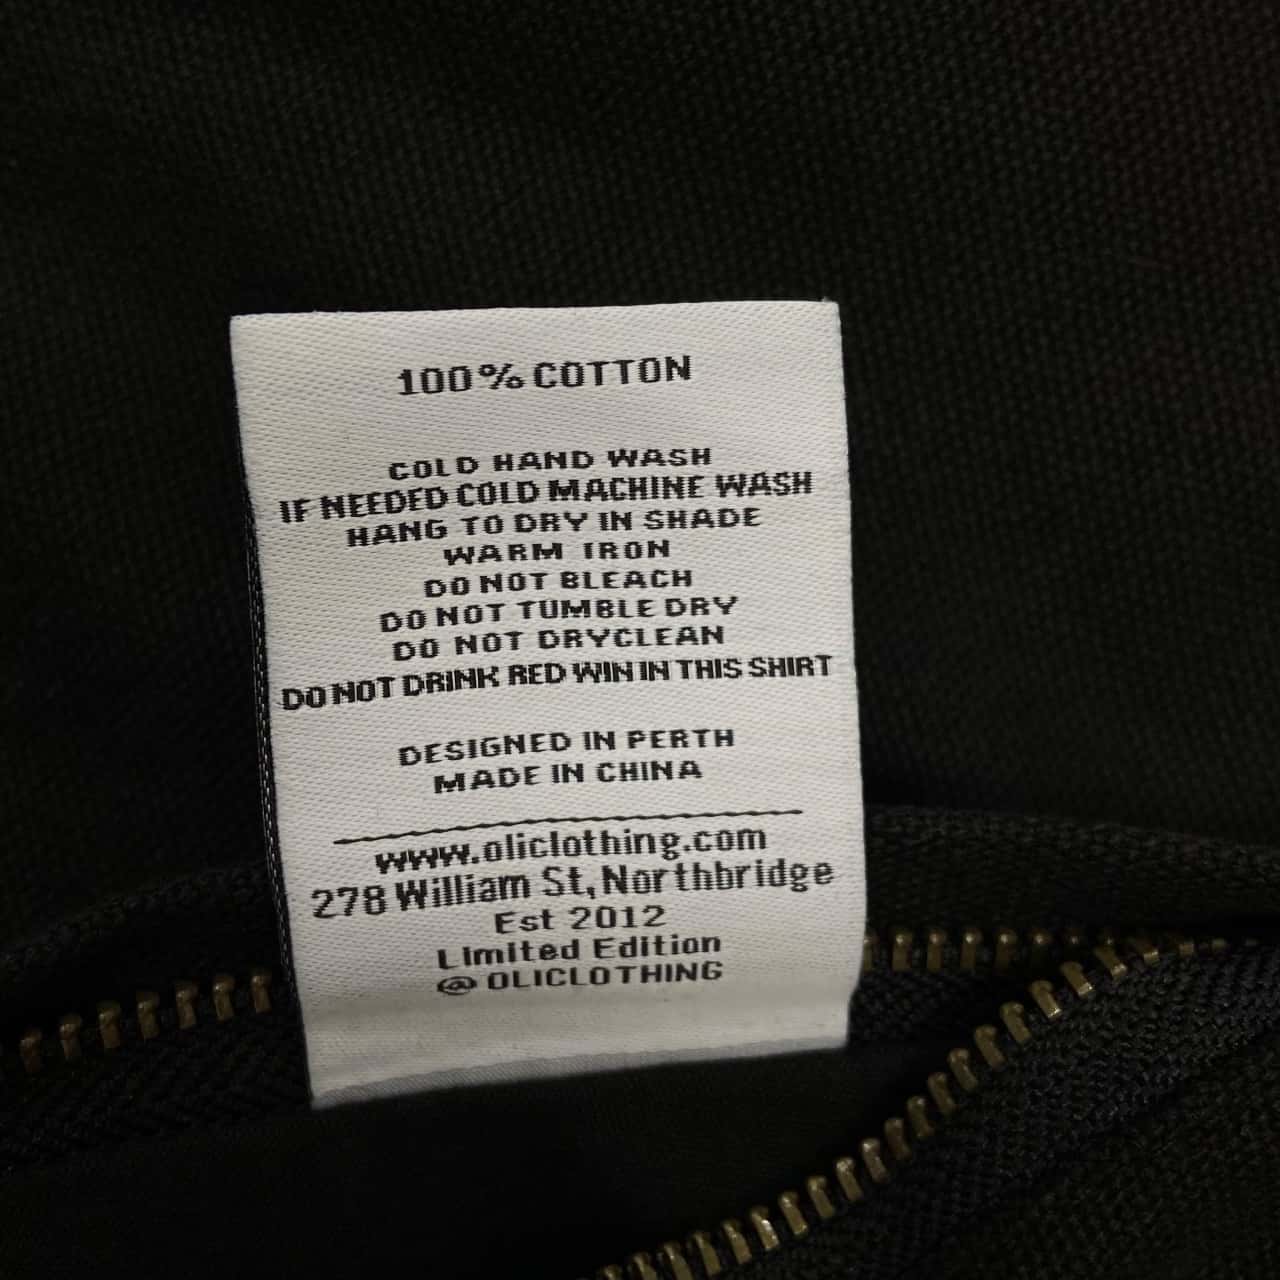 100% COTTON
COLD HAND WASH
IF NEEDED COLD MACHINE WASH
HANG TO DRY IN SHADE
WARM IRON
DO NOT BLEACH
DO NOT TUMBLE DRY
DO NOT DRYCLEAN
DO NOT DRINK RED WIN IN THIS SHIRT
DESIGNED IN PERTH
MADE IN CHINA
www.oliclothing.com
278 William St, Northbridge
Est 2012
Limited Edition
@OLICLOTHING